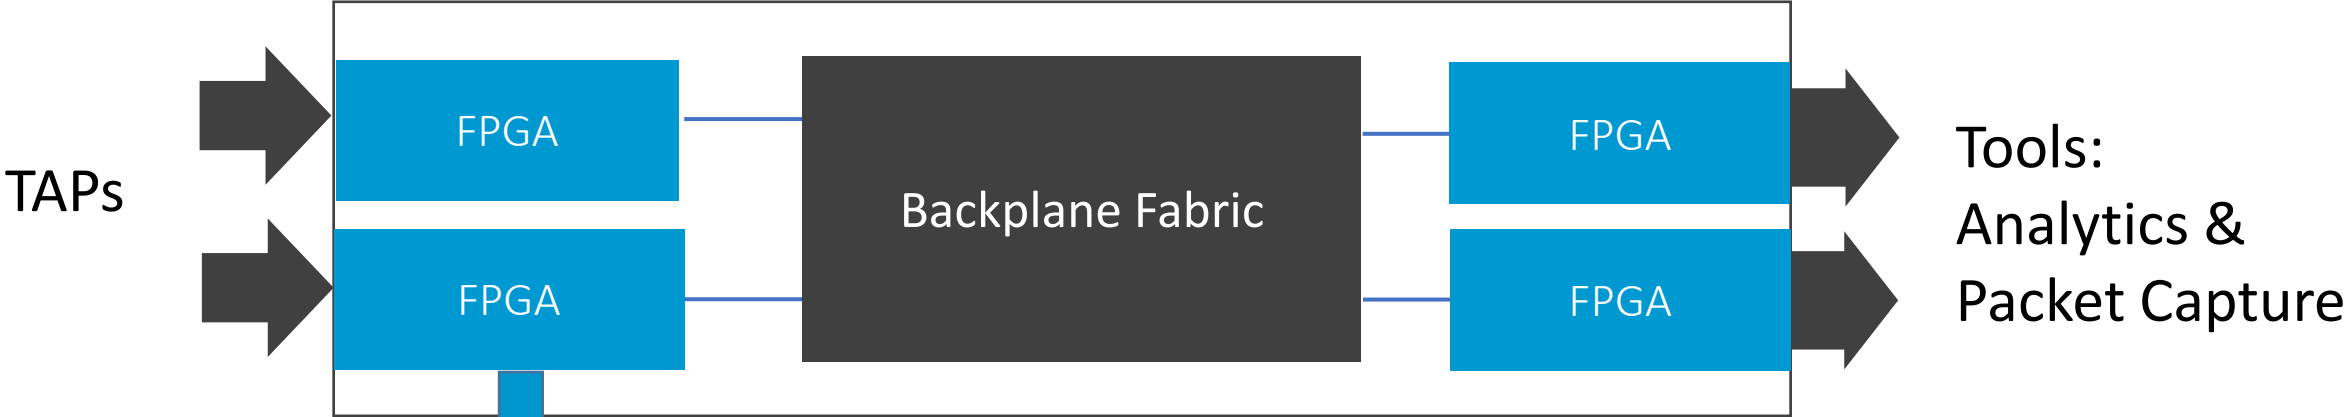 TAPs
FPGA
FPGA
Backplane Fabric
FPGA
FPGA
Tools:
Analytics &
Packet Capture